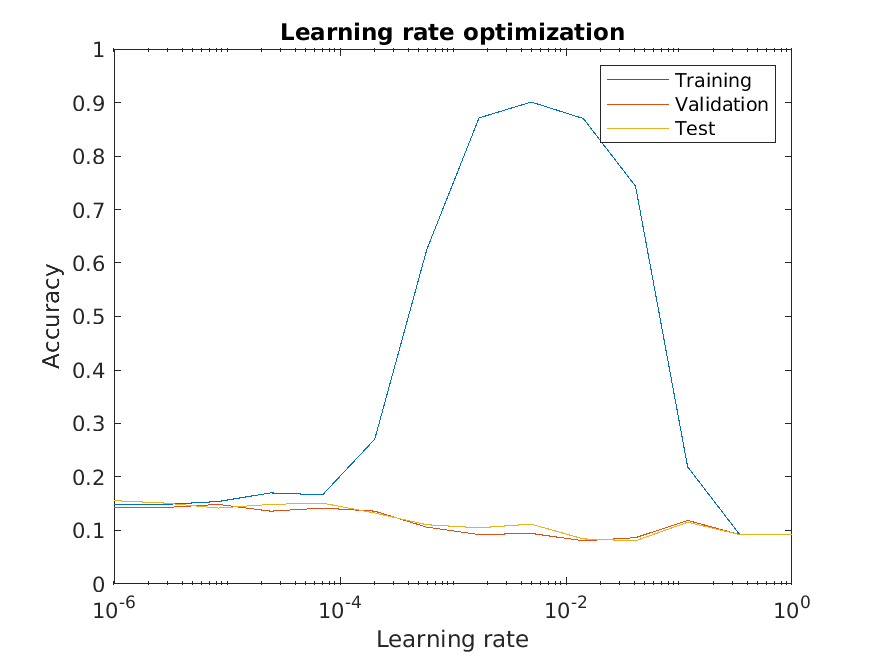 Learning rate optimization
1
0.9
0.8
0.7
0.6
0.5
0.4
0.3
0.2
0.1
0
Accuracy
Training
Validation
Test
10^-6
10^-4
10^-2
10^0
Learning rate